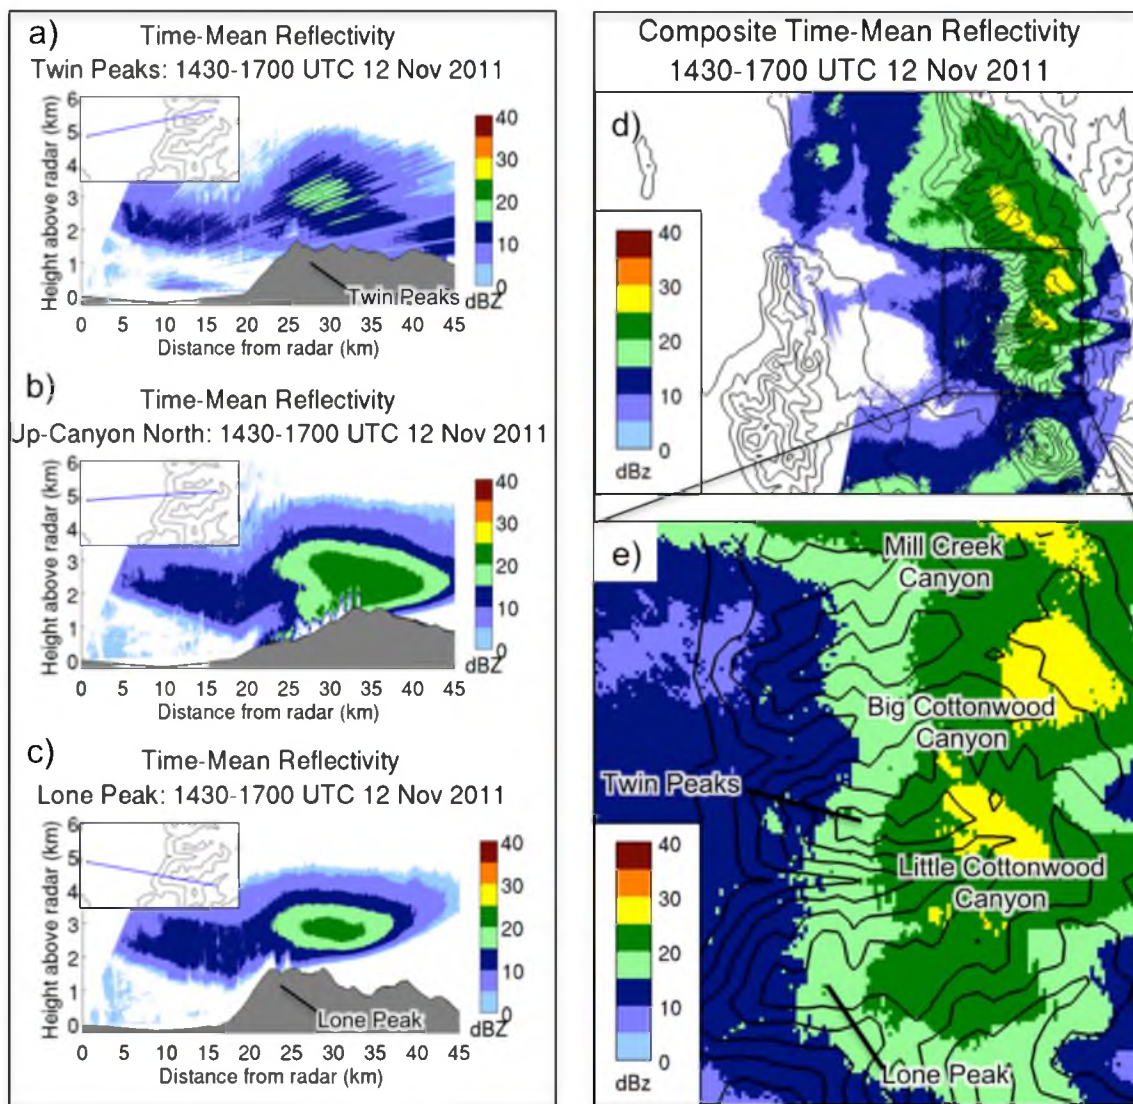 a)
Time-Mean Reflectivity
Twin Peaks: 1430-1700 UTC 12 Nov 2011
Height above radar (km)
6
5
4
3
2
1
0
40
30
20
10
0
dBZ
Twin Peaks
0 5 10 15 20 25 30 35 40 45
Distance from radar (km)
b)
Time-Mean Reflectivity
Up-Canyon North: 1430-1700 UTC 12 Nov 2011
Height above radar (km)
6
5
4
3
2
1
0
40
30
20
10
0
dBZ
0 5 10 15 20 25 30 35 40 45
Distance from radar (km)
c)
Time-Mean Reflectivity
Lone Peak: 1430-1700 UTC 12 Nov 2011
Height above radar (km)
6
5
4
3
2
1
0
40
30
20
10
0
dBZ
Lone Peak
0 5 10 15 20 25 30 35 40 45
Distance from radar (km)
Composite Time-Mean Reflectivity
1430-1700 UTC 12 Nov 2011
d)
40
30
20
10
0
dBz
e)
Mill Creek
Canyon
Big Cottonwood
Canyon
Twin Peaks
Little Cottonwood
Canyon
Lone Peak
40
30
20
10
0
dBz